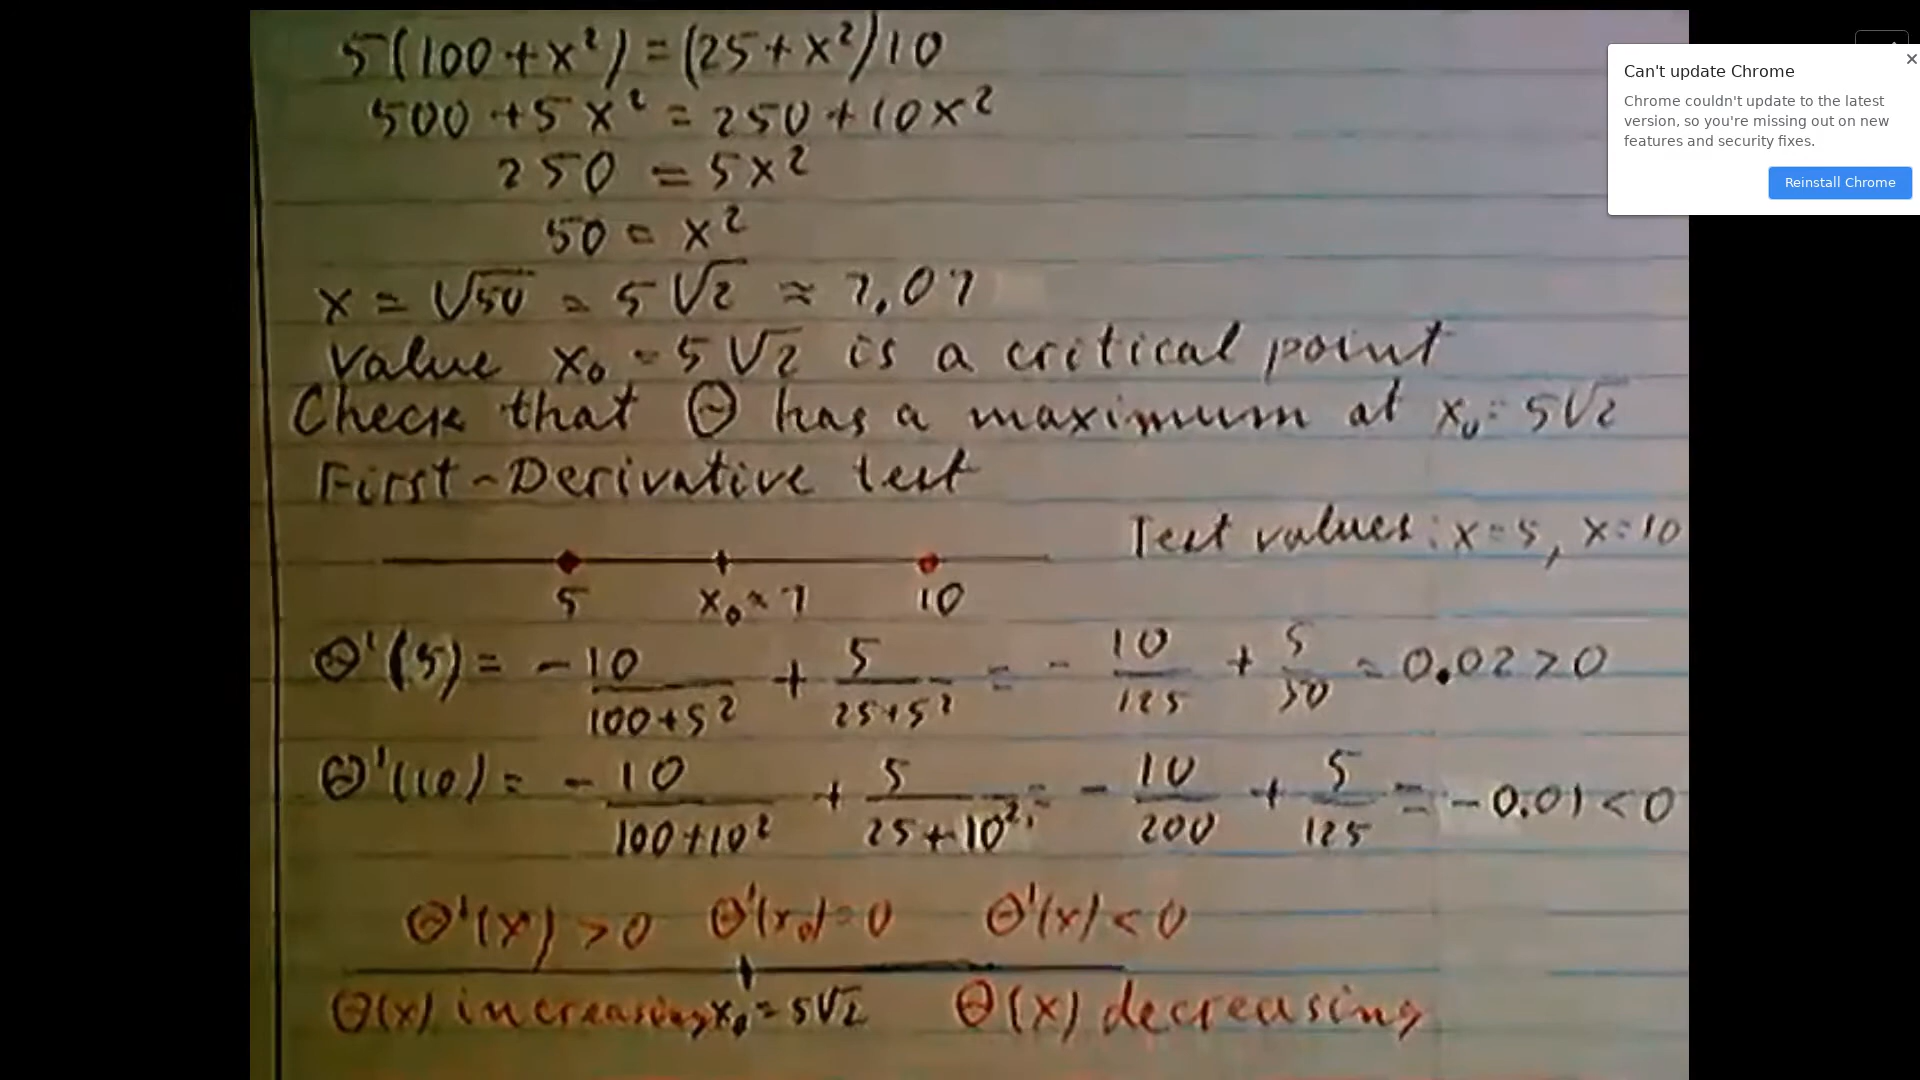 5(100+x²)=(25+x²)10
500+5x²=250+10x²
250=5x²
50=x²
x=√50=5√2≈7.07
Value x₀=5√2 is a critical point
Check that Θ has a maximum at x₀=5√2
First-Derivative test
Test values: x=5, x=10
5 x₀≈7 10
Θ'(5)=-10/(100+5²)+5/(25+5²)=-10/125+5/50=0.02>0
Θ'(10)=-10/(100+10²)+5/(25+10²)=-10/200+5/125=-0.01<0
Θ'(x)>0 Θ'(x₀)=0 Θ'(x)<0
Θ(x) increasing x₀=5√2 Θ(x) decreasing
Can't update Chrome
Chrome couldn't update to the latest
version, so you're missing out on new
features and security fixes.
Reinstall Chrome